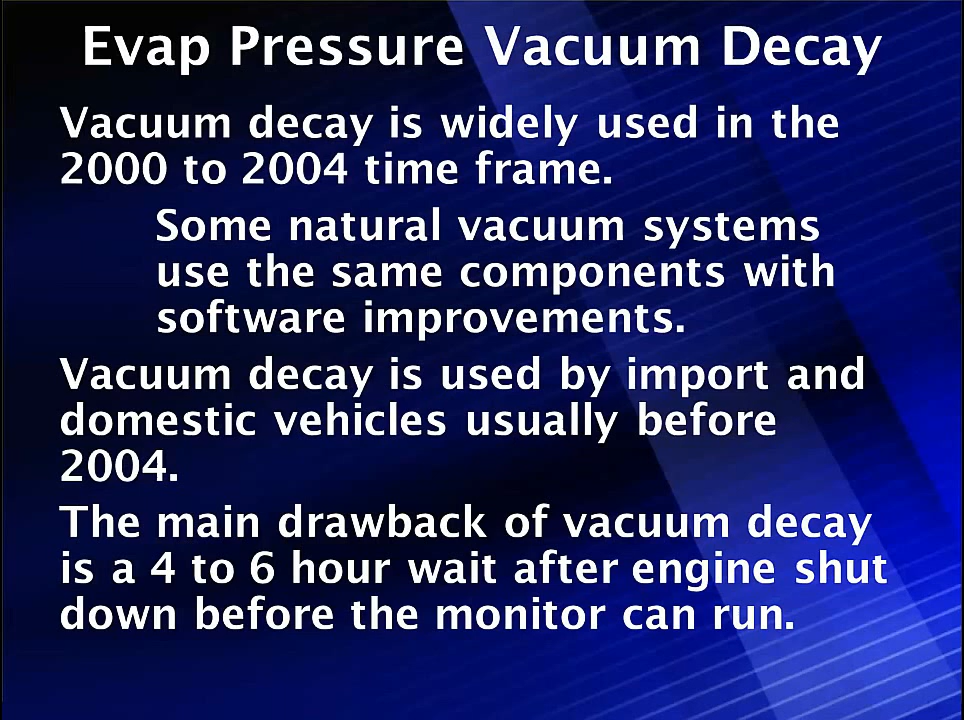 Evap Pressure Vacuum Decay
Vacuum decay is widely used in the
2000 to 2004 time frame.
Some natural vacuum systems
use the same components with
software improvements.
Vacuum decay is used by import and
domestic vehicles usually before
2004.
The main drawback of vacuum decay
is a 4 to 6 hour wait after engine shut
down before the monitor can run.